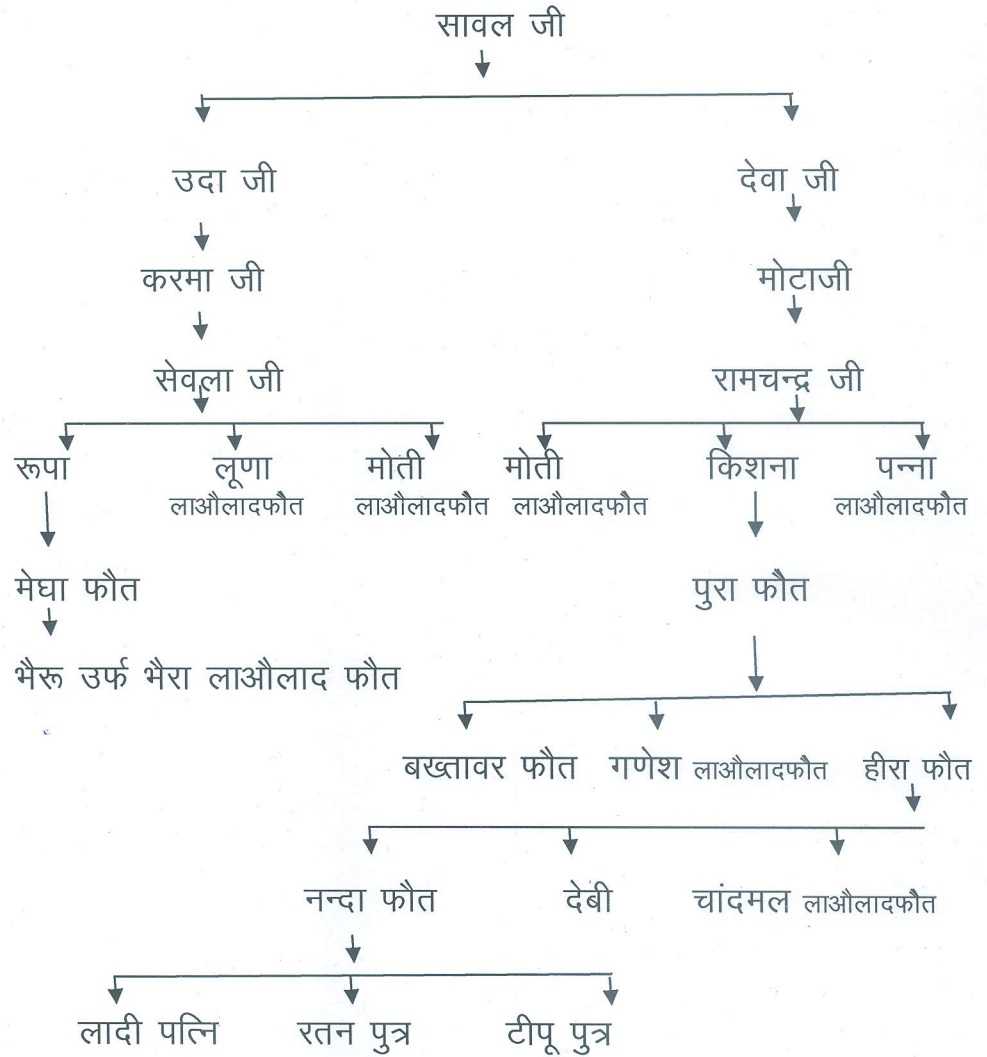 सावल जी
उदा जी देवा जी
करमा जी मोटाजी
सेवला जी रामचन्द्र जी
रूपा लूणा मोती मोती किशना पन्ना
लाऔलादफौत लाऔलादफौत लाऔलादफौत लाऔलादफौत
मेघा फौत पुरा फौत
भैरू उर्फ भैरा लाऔलाद फौत
बख्तावर फौत गणेश लाऔलादफौत हीरा फौत
नन्दा फौत देबी चांदमल लाऔलादफौत
लादी पत्नि रतन पुत्र टीपू पुत्र